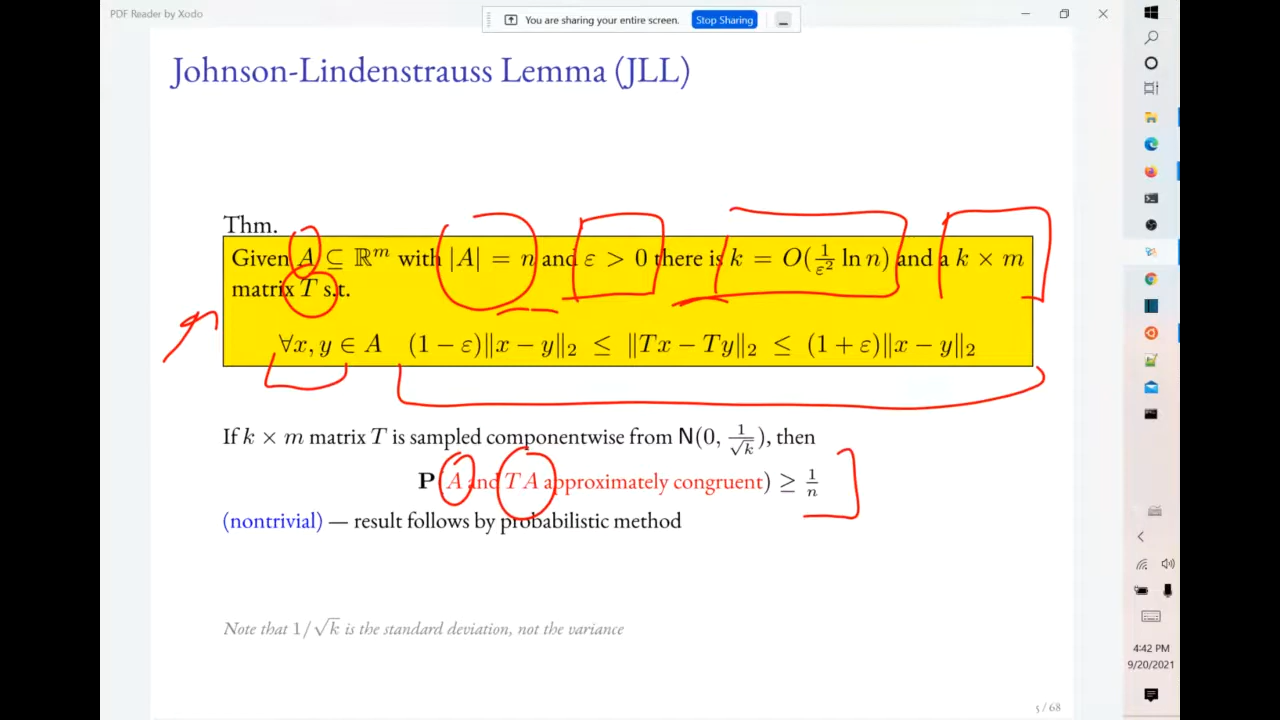 PDF Reader by Xodo
You are sharing your entire screen. Stop Sharing
Johnson-Lindenstrauss Lemma (JLL)
Thm.
Given A ⊆ ℝᵐ with |A| = n and ε > 0 there is k = O(1/ε² ln n) and a k × m
matrix T s.t.
∀x, y ∈ A (1 − ε)‖x − y‖₂ ≤ ‖Tx − Ty‖₂ ≤ (1 + ε)‖x − y‖₂
If k × m matrix T is sampled componentwise from N(0, 1/√k), then
P(A and TA approximately congruent) ≥ 1/n
(nontrivial) — result follows by probabilistic method
Note that 1/√k is the standard deviation, not the variance
5 / 68
4:42 PM
9/20/2021